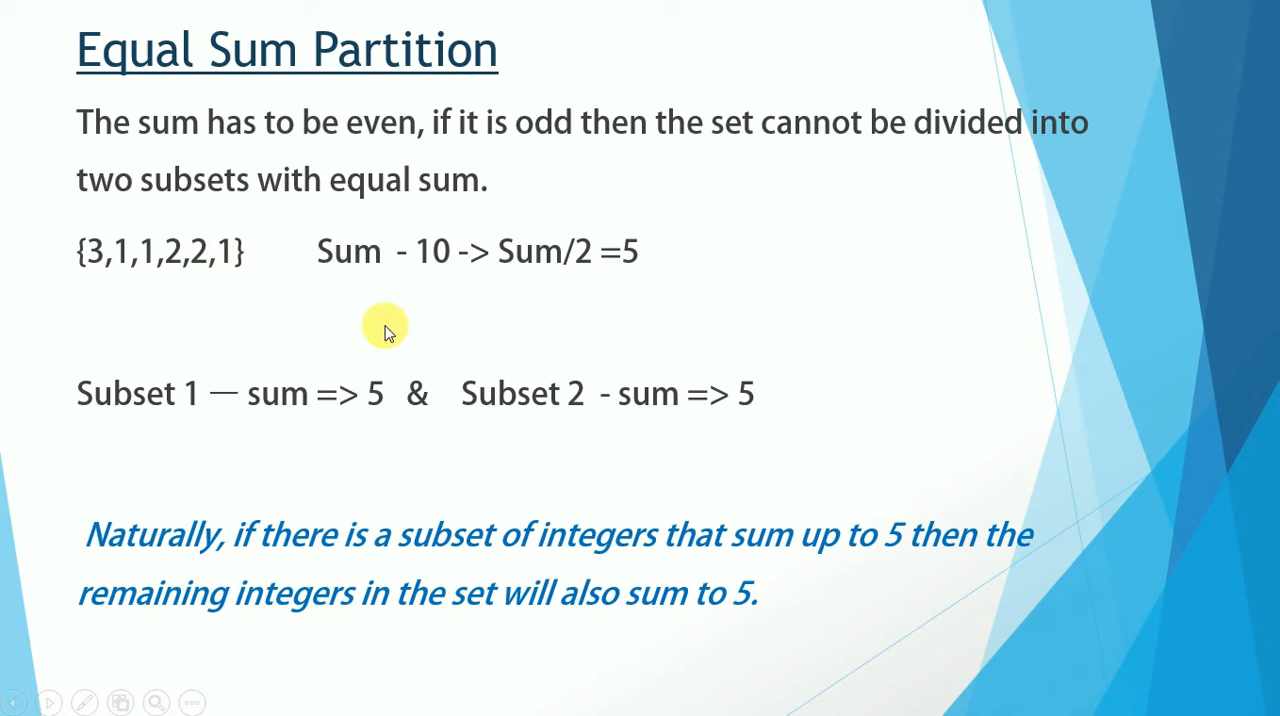 Equal Sum Partition
The sum has to be even, if it is odd then the set cannot be divided into
two subsets with equal sum.
{3,1,1,2,2,1} Sum - 10 -> Sum/2 =5
Subset 1 — sum => 5 & Subset 2 - sum => 5
Naturally, if there is a subset of integers that sum up to 5 then the
remaining integers in the set will also sum to 5.